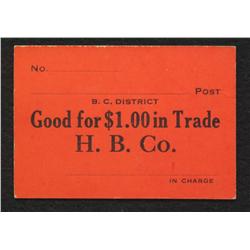 No.
Post
B. C. DISTRICT
Good for $1.00 in Trade
H. B. Co.
IN CHARGE